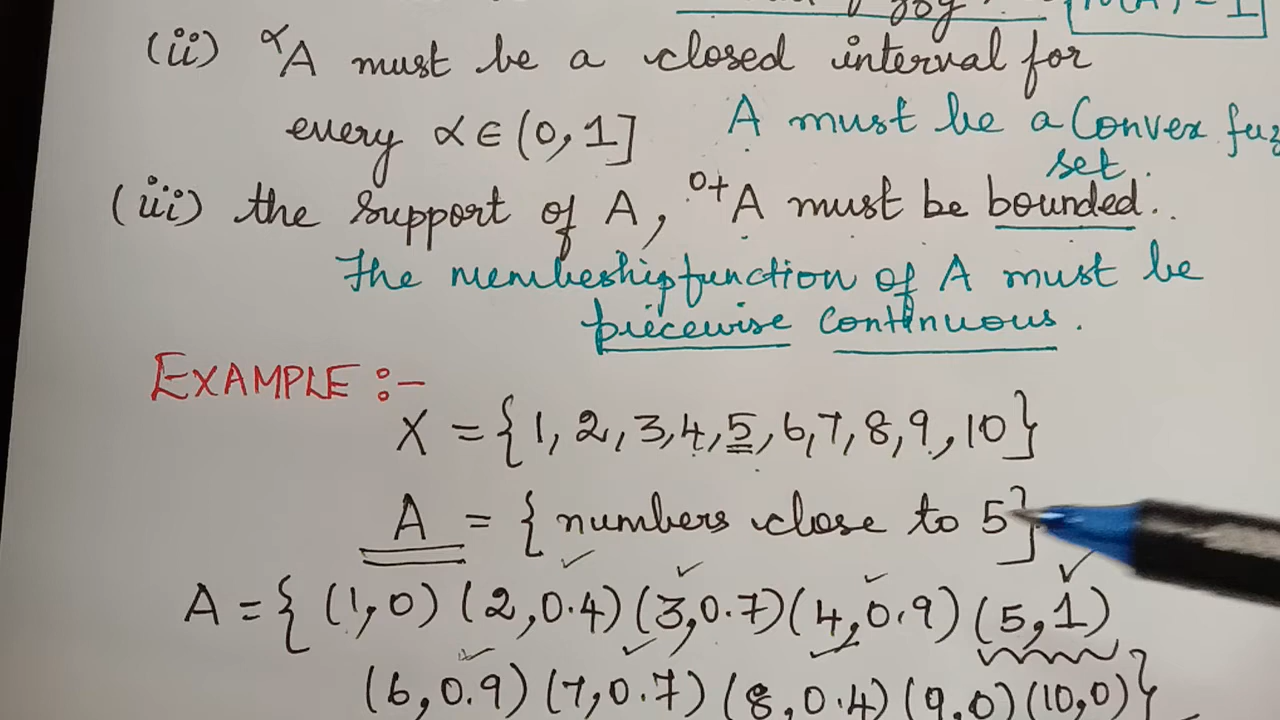 (ii) αA must be a closed interval for
every α∈(0,1] A must be a Convex
set.
(iii) the support of A, 0+A must be bounded..
The membeship function of A must be
piecewise continuous.
EXAMPLE :-
X = {1, 2, 3, 4, 5, 6, 7, 8, 9, 10}
A = {numbers close to 5}
A = { (1,0) (2,0.4) (3,0.7) (4,0.9) (5,1)
(6,0.9) (7,0.7) (8,0.4) (9,0) (10,0)}